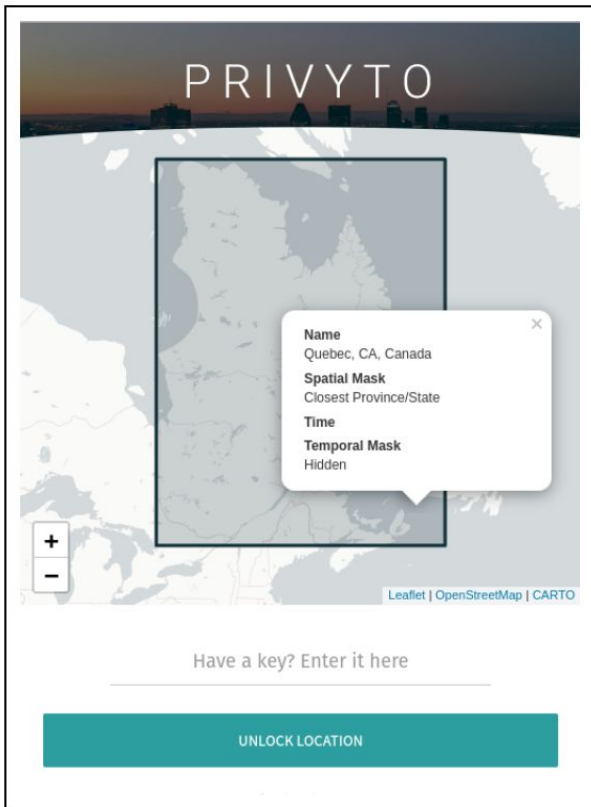 PRIVYTO
×
Name
Quebec, CA, Canada
Spatial Mask
Closest Province/State
Time
Temporal Mask
Hidden
+
−
Leaflet | OpenStreetMap | CARTO
Have a key? Enter it here
UNLOCK LOCATION